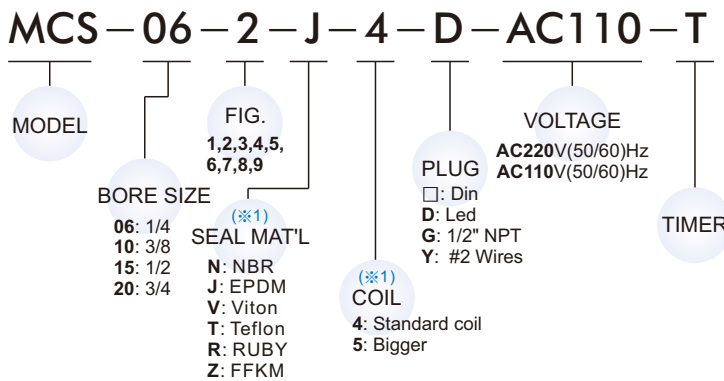 MCS-06-2-J-4-D-AC110-T
MODEL
BORE SIZE
06: 1/4
10: 3/8
15: 1/2
20: 3/4
FIG.
1,2,3,4,5,
6,7,8,9
(※1)
SEAL MAT'L
N: NBR
J: EPDM
V: Viton
T: Teflon
R: RUBY
Z: FFKM
(※1)
COIL
4: Standard coil
5: Bigger
PLUG
□: Din
D: Led
G: 1/2" NPT
Y: #2 Wires
VOLTAGE
AC220V(50/60)Hz
AC110V(50/60)Hz
TIMER